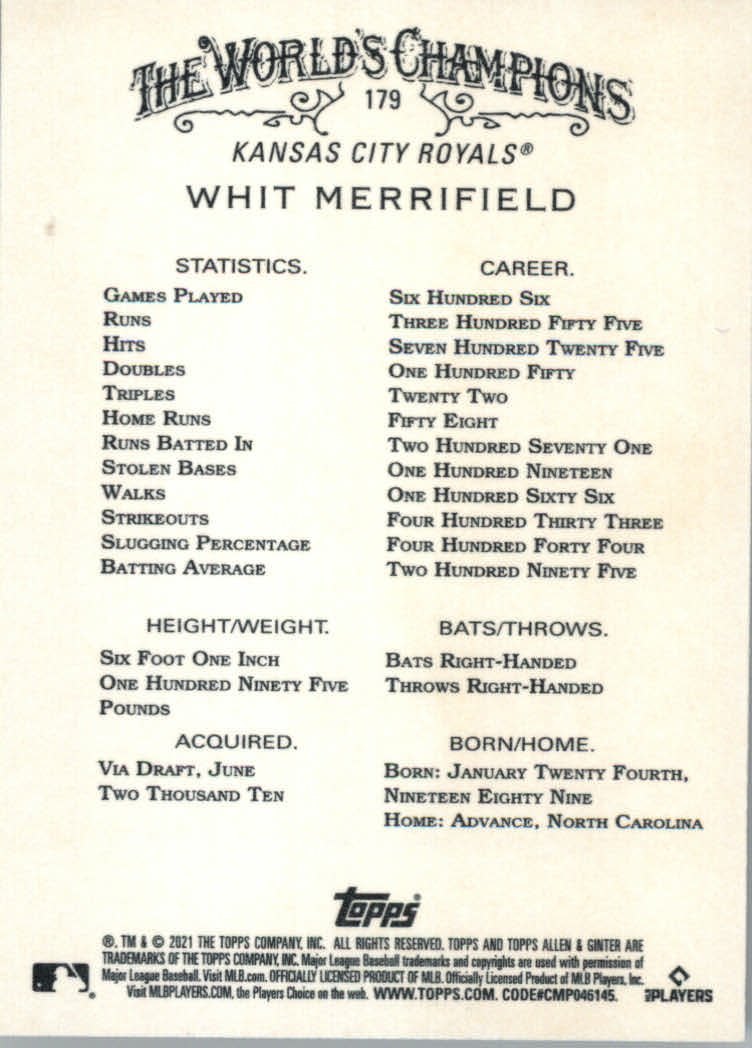 THE WORLD'S CHAMPIONS
179
KANSAS CITY ROYALS®
WHIT MERRIFIELD
STATISTICS. CAREER.
GAMES PLAYED SIX HUNDRED SIX
RUNS THREE HUNDRED FIFTY FIVE
HITS SEVEN HUNDRED TWENTY FIVE
DOUBLES ONE HUNDRED FIFTY
TRIPLES TWENTY TWO
HOME RUNS FIFTY EIGHT
RUNS BATTED IN TWO HUNDRED SEVENTY ONE
STOLEN BASES ONE HUNDRED NINETEEN
WALKS ONE HUNDRED SIXTY SIX
STRIKEOUTS FOUR HUNDRED THIRTY THREE
SLUGGING PERCENTAGE FOUR HUNDRED FORTY FOUR
BATTING AVERAGE TWO HUNDRED NINETY FIVE
HEIGHT/WEIGHT.
SIX FOOT ONE INCH
ONE HUNDRED NINETY FIVE
POUNDS
BATS/THROWS.
BATS RIGHT-HANDED
THROWS RIGHT-HANDED
ACQUIRED.
VIA DRAFT, JUNE
TWO THOUSAND TEN
BORN/HOME.
BORN: JANUARY TWENTY FOURTH,
NINETEEN EIGHTY NINE
HOME: ADVANCE, NORTH CAROLINA
topps®
®, TM & © 2021 THE TOPPS COMPANY, INC. ALL RIGHTS RESERVED. TOPPS AND TOPPS ALLEN & GINTER ARE
TRADEMARKS OF THE TOPPS COMPANY, INC. Major League Baseball trademarks and copyrights are used with permission of
Major League Baseball. Visit MLB.com. OFFICIALLY LICENSED PRODUCT OF MLB. Officially Licensed Product of MLB Players, Inc.
Visit MLBPLAYERS.COM, the Players Choice on the web. WWW.TOPPS.COM. CODE#CMP046145.
MLB PLAYERS